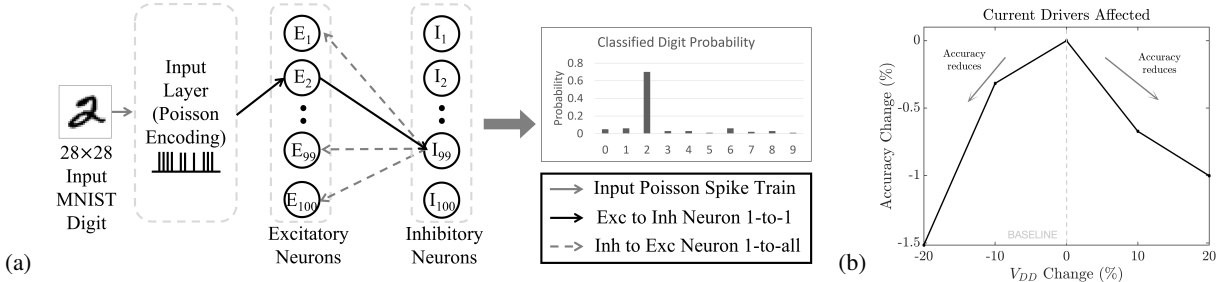 (a)
28×28
Input
MNIST
Digit
Input
Layer
(Poisson
Encoding)
E1
E2
E99
E100
Excitatory
Neurons
I1
I2
I99
I100
Inhibitory
Neurons
Classified Digit Probability
Probability
0.8
0.6
0.4
0.2
0
0 1 2 3 4 5 6 7 8 9
Input Poisson Spike Train
Exc to Inh Neuron 1-to-1
Inh to Exc Neuron 1-to-all
(b)
Current Drivers Affected
Accuracy Change (%)
0
-0.5
-1
-1.5
Accuracy
reduces
Accuracy
reduces
BASELINE
-20 -10 0 10 20
VDD Change (%)